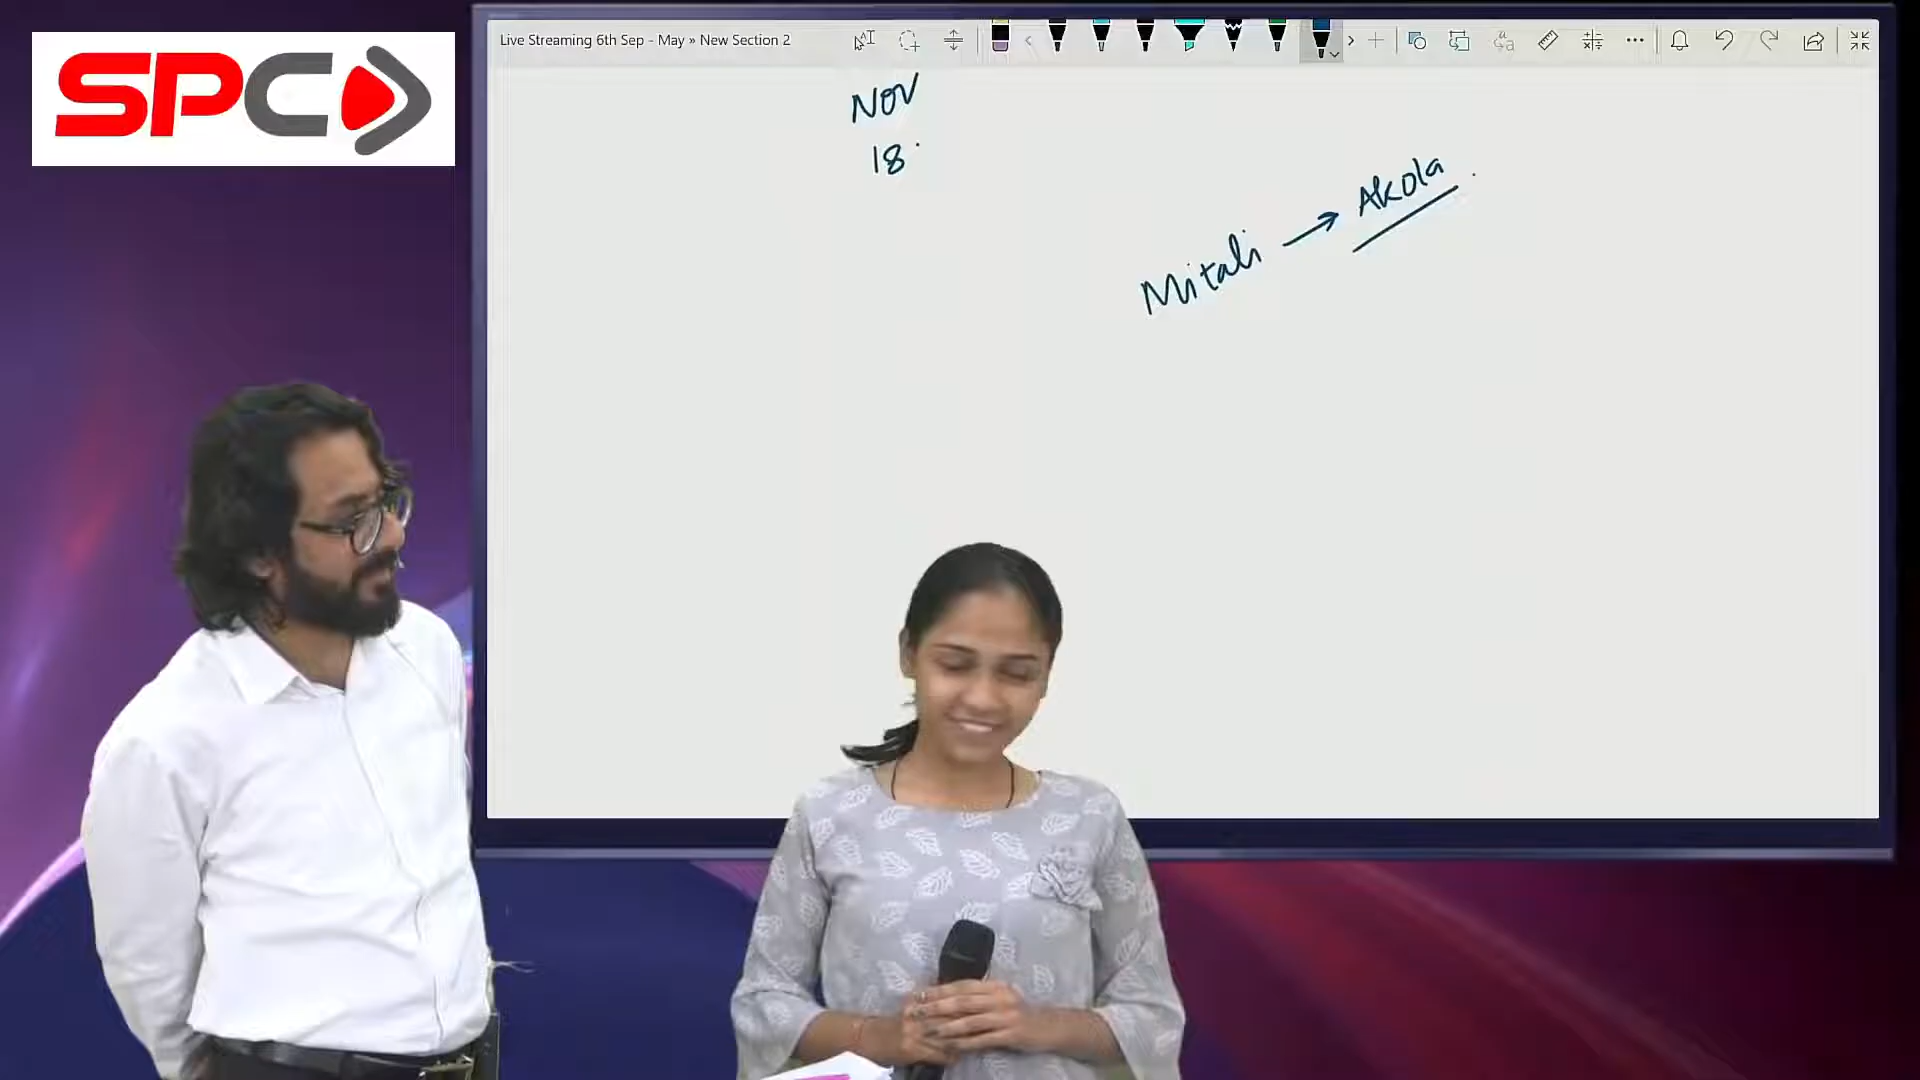 SPC
Live Streaming 6th Sep - May » New Section 2
NOV
18
Mitali → Akola